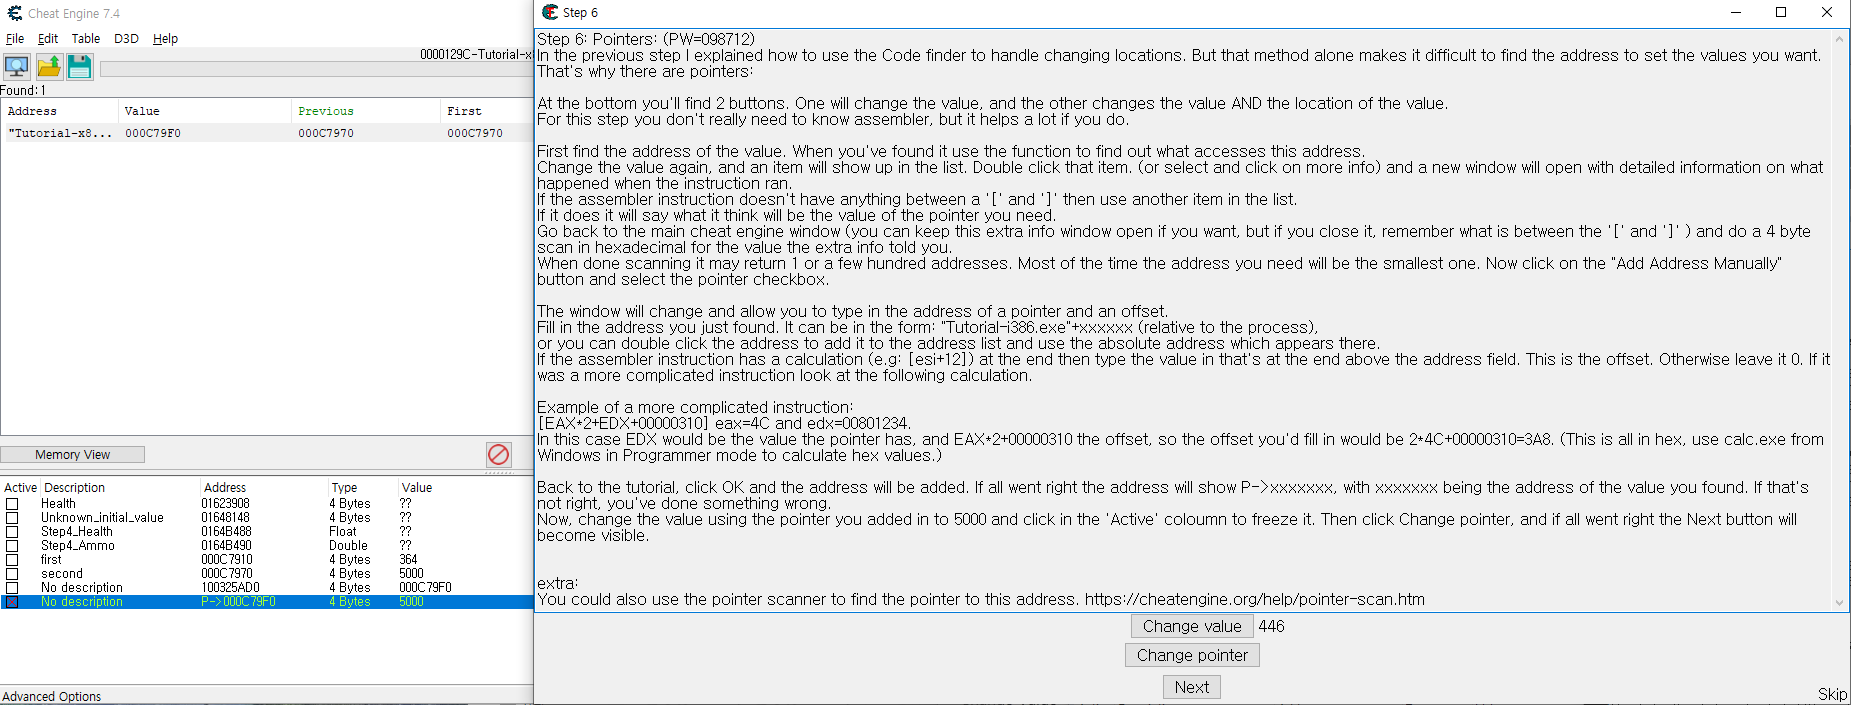 Cheat Engine 7.4
File Edit Table D3D Help
0000129C-Tutorial-x8
Found:1
Address Value Previous First
"Tutorial-x8... 000C79F0 000C7970 000C7970
Memory View
Active Description Address Type Value
Health 01623908 4 Bytes ??
Unknown_initial_value 01648148 4 Bytes ??
Step4_Health 0164B488 Float ??
Step4_Ammo 0164B490 Double ??
first 000C7910 4 Bytes 364
second 000C7970 4 Bytes 5000
No description 100325AD0 4 Bytes 000C79F0
No description P->000C79F0 4 Bytes 5000
Advanced Options
Step 6
Step 6: Pointers: (PW=098712)
In the previous step I explained how to use the Code finder to handle changing locations. But that method alone makes it difficult to find the address to set the values you want.
That's why there are pointers:
At the bottom you'll find 2 buttons. One will change the value, and the other changes the value AND the location of the value.
For this step you don't really need to know assembler, but it helps a lot if you do.
First find the address of the value. When you've found it use the function to find out what accesses this address.
Change the value again, and an item will show up in the list. Double click that item. (or select and click on more info) and a new window will open with detailed information on what
happened when the instruction ran.
If the assembler instruction doesn't have anything between a '[' and ']' then use another item in the list.
If it does it will say what it think will be the value of the pointer you need.
Go back to the main cheat engine window (you can keep this extra info window open if you want, but if you close it, remember what is between the '[' and ']' ) and do a 4 byte
scan in hexadecimal for the value the extra info told you.
When done scanning it may return 1 or a few hundred addresses. Most of the time the address you need will be the smallest one. Now click on the "Add Address Manually"
button and select the pointer checkbox.
The window will change and allow you to type in the address of a pointer and an offset.
Fill in the address you just found. It can be in the form: "Tutorial-i386.exe"+xxxxxx (relative to the process),
or you can double click the address to add it to the address list and use the absolute address which appears there.
If the assembler instruction has a calculation (e.g: [esi+12]) at the end then type the value in that's at the end above the address field. This is the offset. Otherwise leave it 0. If it
was a more complicated instruction look at the following calculation.
Example of a more complicated instruction:
[EAX*2+EDX+00000310] eax=4C and edx=00801234.
In this case EDX would be the value the pointer has, and EAX*2+00000310 the offset, so the offset you'd fill in would be 2*4C+00000310=3A8. (This is all in hex, use calc.exe from
Windows in Programmer mode to calculate hex values.)
Back to the tutorial, click OK and the address will be added. If all went right the address will show P->xxxxxxx, with xxxxxxx being the address of the value you found. If that's
not right, you've done something wrong.
Now, change the value using the pointer you added in to 5000 and click in the 'Active' coloumn to freeze it. Then click Change pointer, and if all went right the Next button will
become visible.
extra:
You could also use the pointer scanner to find the pointer to this address. https://cheatengine.org/help/pointer-scan.htm
Change value 446
Change pointer
Next
Skip